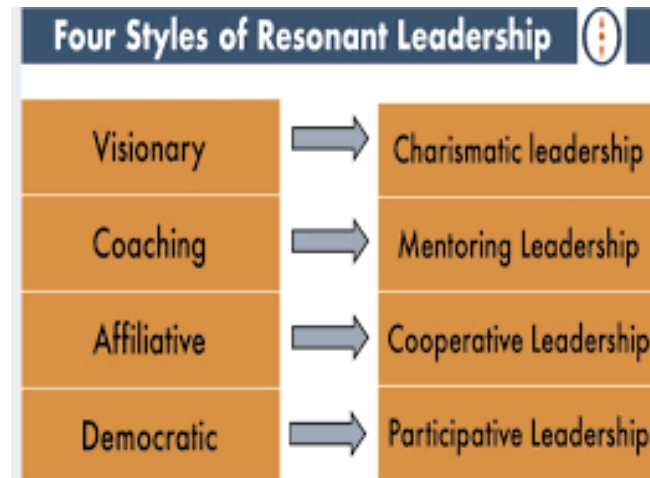 Four Styles of Resonant Leadership
Visionary
Charismatic leadership
Coaching
Mentoring Leadership
Affiliative
Cooperative Leadership
Democratic
Participative Leadership